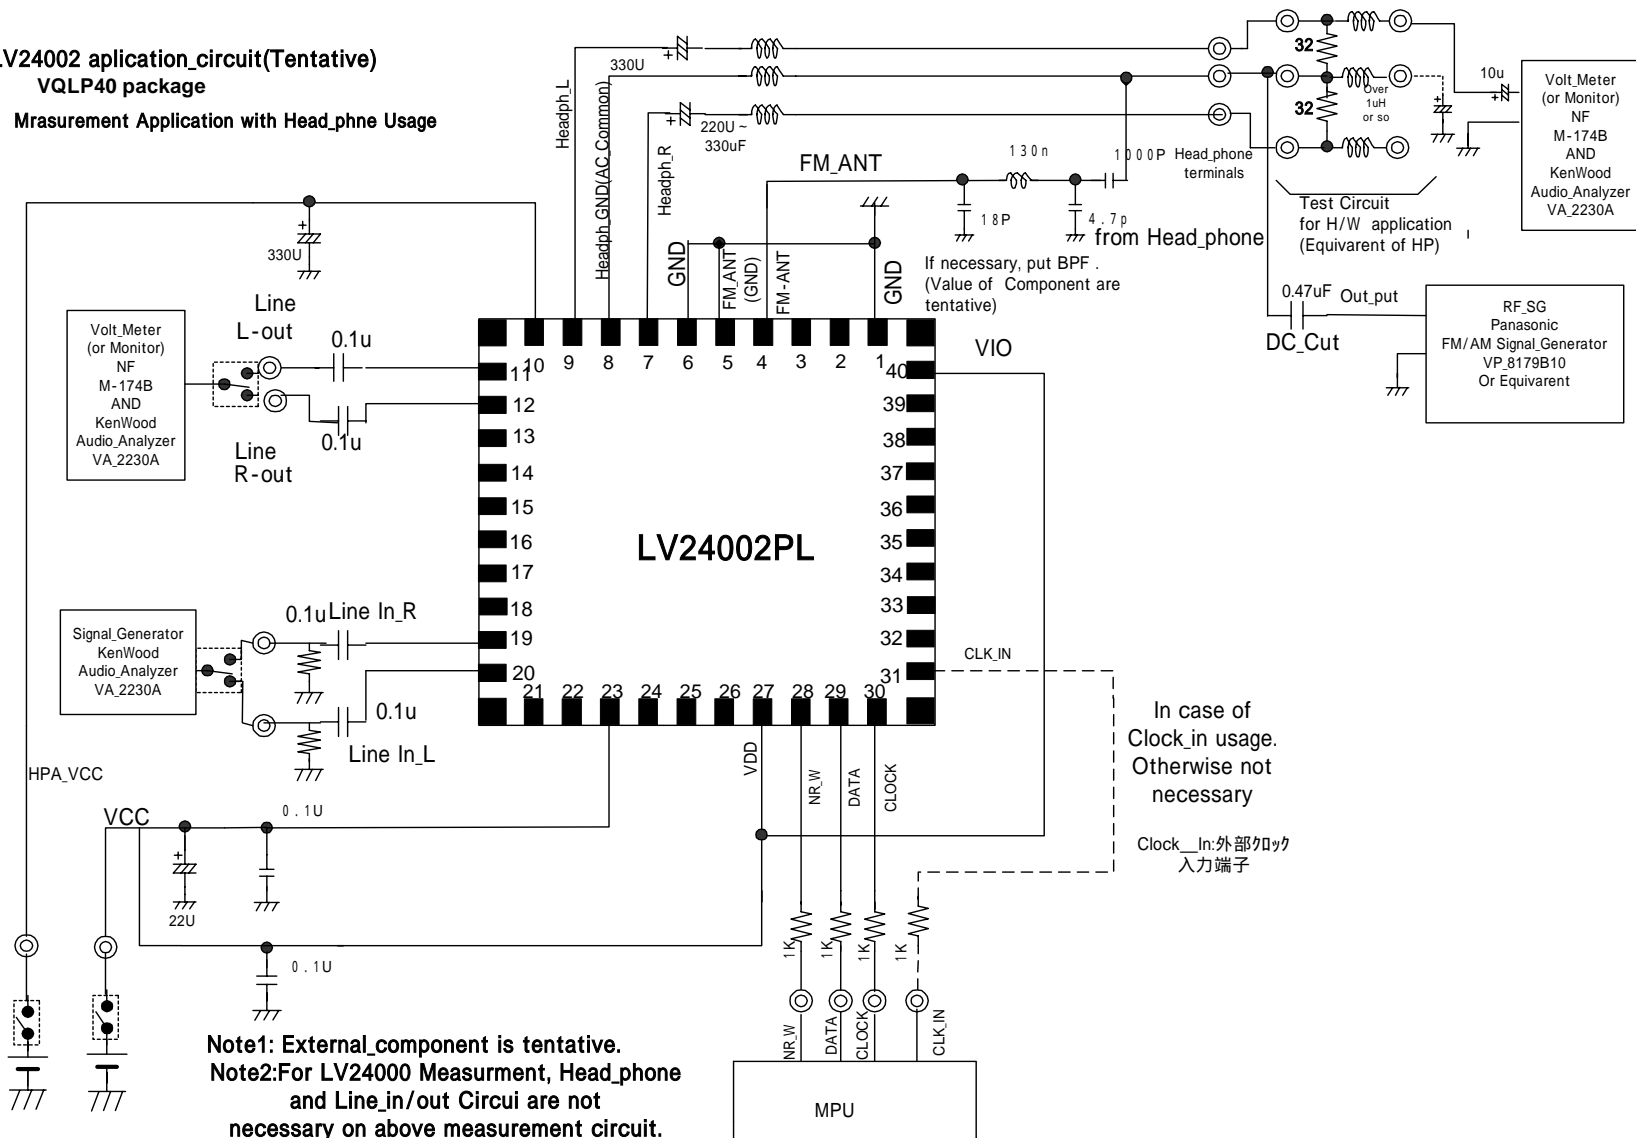 LV24002 aplication_circuit(Tentative)
VQLP40 package
Mrasurement Application with Head_phne Usage
330U
Headph_L
Headph_GND(AC_Common)
Headph_R
220U ~
330uF
FM_ANT
130n
1000P
18P
4.7p
from Head_phone
Head_phone
terminals
If necessary, put BPF .
(Value of Component are
tentative)
32
32
Over
1uH
or so
10u
Volt_Meter
(or Monitor)
NF
M-174B
AND
KenWood
Audio_Analyzer
VA_2230A
Test Circuit
for H/W application
(Equivarent of HP)
0.47uF
Out_put
DC_Cut
RF_SG
Panasonic
FM/AM Signal_Generator
VP_8179B10
Or Equivarent
330U
GND
FM_ANT
(GND)
FM-ANT
GND
Line
L-out
0.1u
Volt_Meter
(or Monitor)
NF
M-174B
AND
KenWood
Audio_Analyzer
VA_2230A
Line
R-out
0.1u
10 9 8 7 6 5 4 3 2 1
11
12
13
14
15
16
17
18
19
20
VIO
40
39
38
37
36
35
34
33
32
31
LV24002PL
21 22 23 24 25 26 27 28 29 30
Signal_Generator
KenWood
Audio_Analyzer
VA_2230A
0.1u
Line In_R
0.1u
Line In_L
CLK_IN
In case of
Clock_in usage.
Otherwise not
necessary
Clock__In:外部クロック
入力端子
HPA_VCC
VCC
0.1U
22U
0.1U
VDD
NR_W
DATA
CLOCK
1K
1K
1K
1K
NR_W
DATA
CLOCK
CLK_IN
MPU
Note1: External_component is tentative.
Note2:For LV24000 Measurment, Head_phone
and Line_in/out Circui are not
necessary on above measurement circuit.